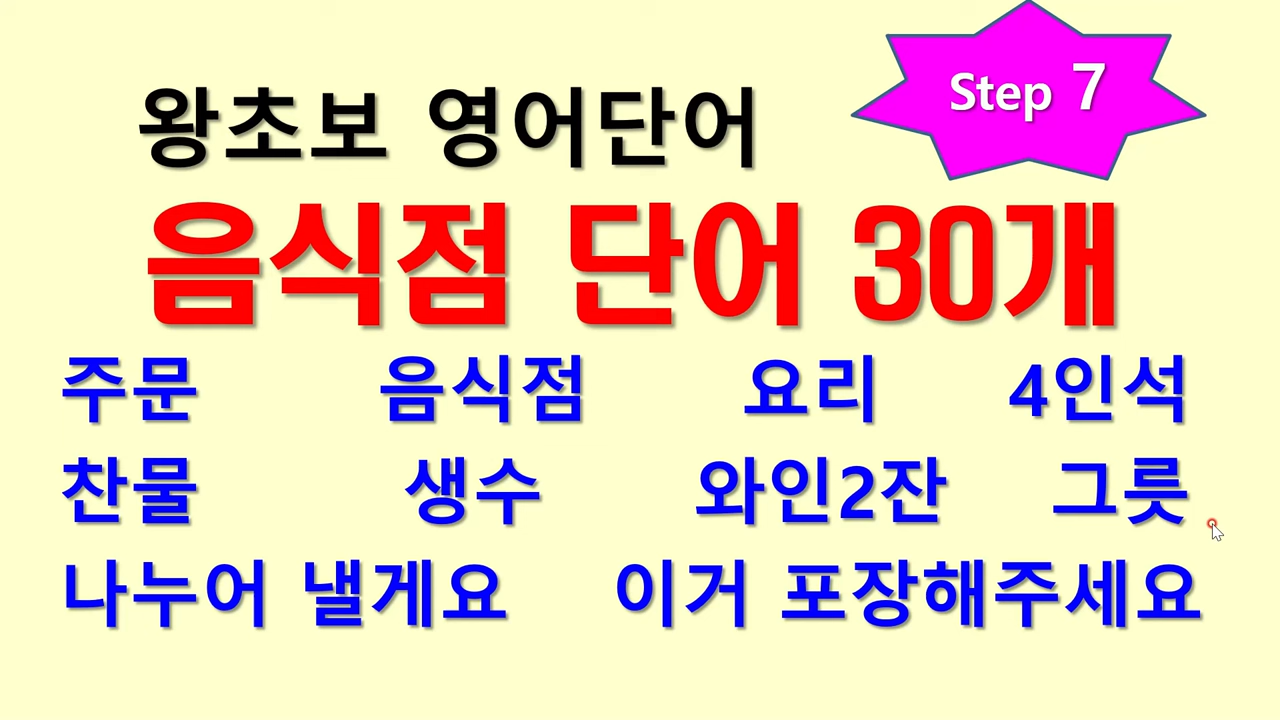 Step 7
왕초보 영어단어
음식점 단어 30개
주문 음식점 요리 4인석
찬물 생수 와인2잔 그릇
나누어 낼게요 이거 포장해주세요